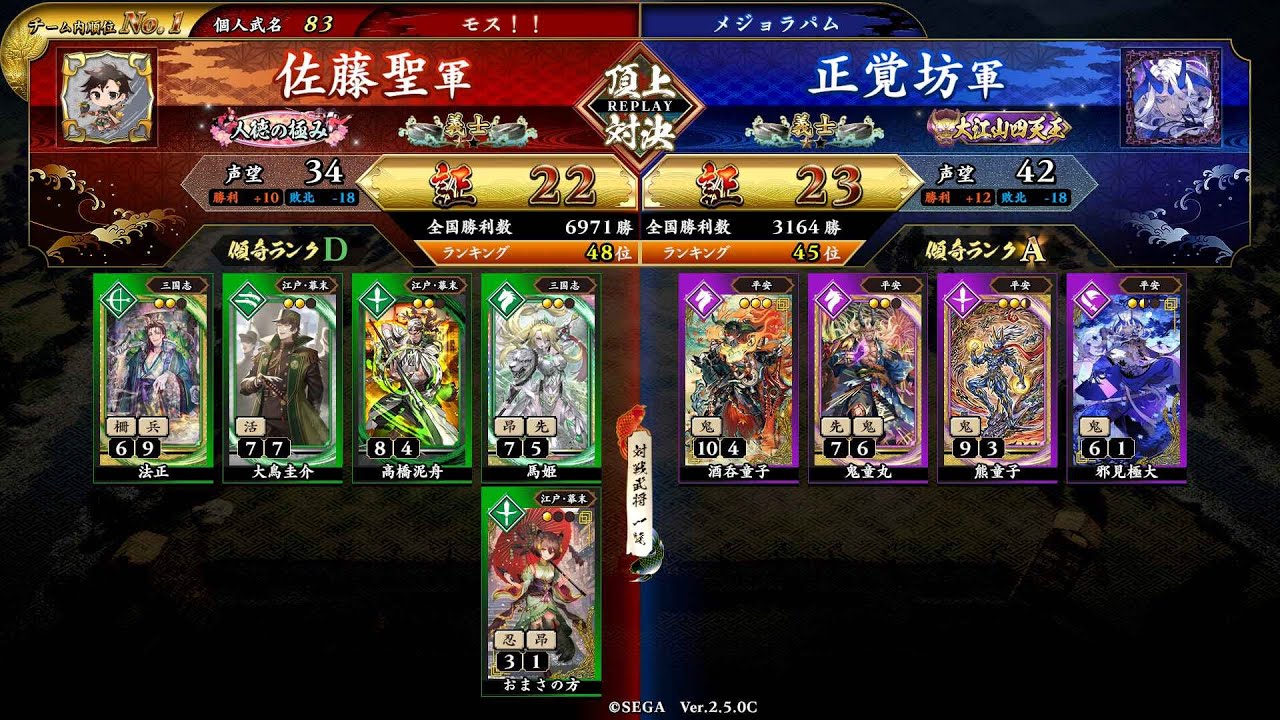 チーム内順位 No.1
個人武名 83
モス！！
メジョラパム
佐藤聖軍
頂上
REPLAY
対決
正覚坊軍
人徳の極み
義士
義士
大江山四天王
声望 34
勝利 +10 敗北 -18
証 22
証 23
声望 42
勝利 +12 敗北 -18
全国勝利数 6971勝
全国勝利数 3164勝
傾奇ランク D
ランキング 48位
ランキング 45位
傾奇ランク A
三国志
柵 兵
6 9
法正
江戸・幕末
活
7 7
大鳥圭介
江戸・幕末
8 4
高橋泥舟
三国志
昂 先
7 5
馬姫
平安
鬼
10 4
酒呑童子
平安
先 鬼
7 6
鬼童丸
平安
鬼
9 3
熊童子
平安
鬼
6 1
邪見極大
対戦武将一覧
江戸・幕末
忍 昂
3 1
おまさの方
©SEGA Ver.2.5.0C